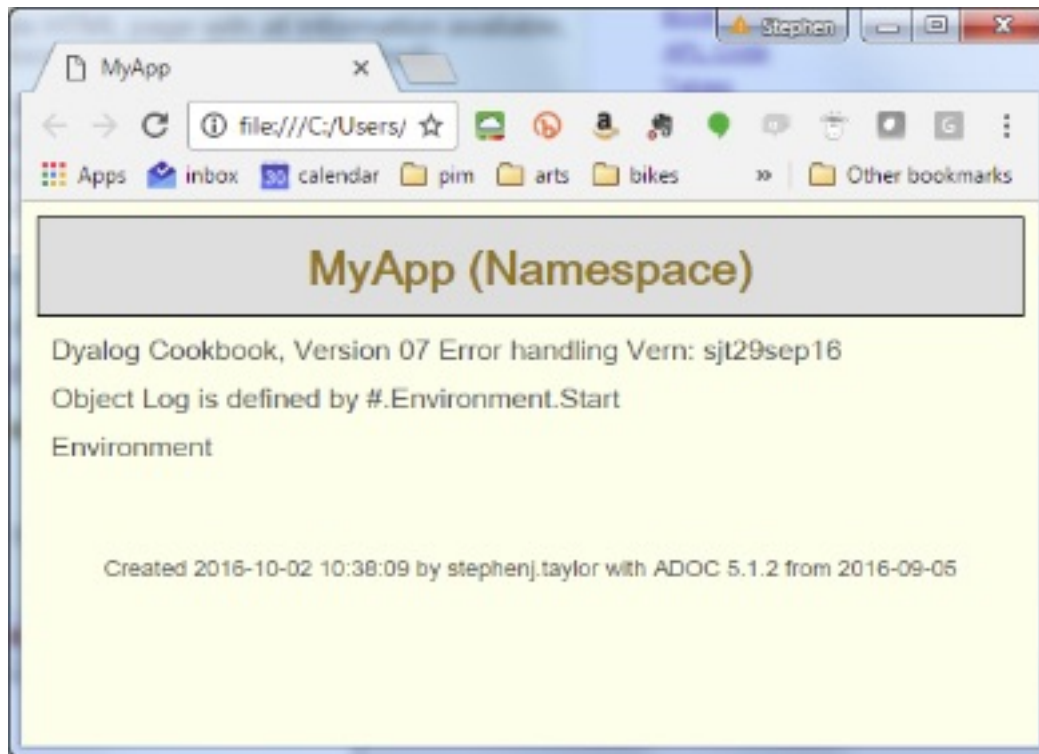 Stephen
MyApp
file:///C:/Users/
Apps inbox 30 calendar pim arts bikes » Other bookmarks
MyApp (Namespace)
Dyalog Cookbook, Version 07 Error handling Vern: sjt29sep16
Object Log is defined by #.Environment.Start
Environment
Created 2016-10-02 10:38:09 by stephenj.taylor with ADOC 5.1.2 from 2016-09-05